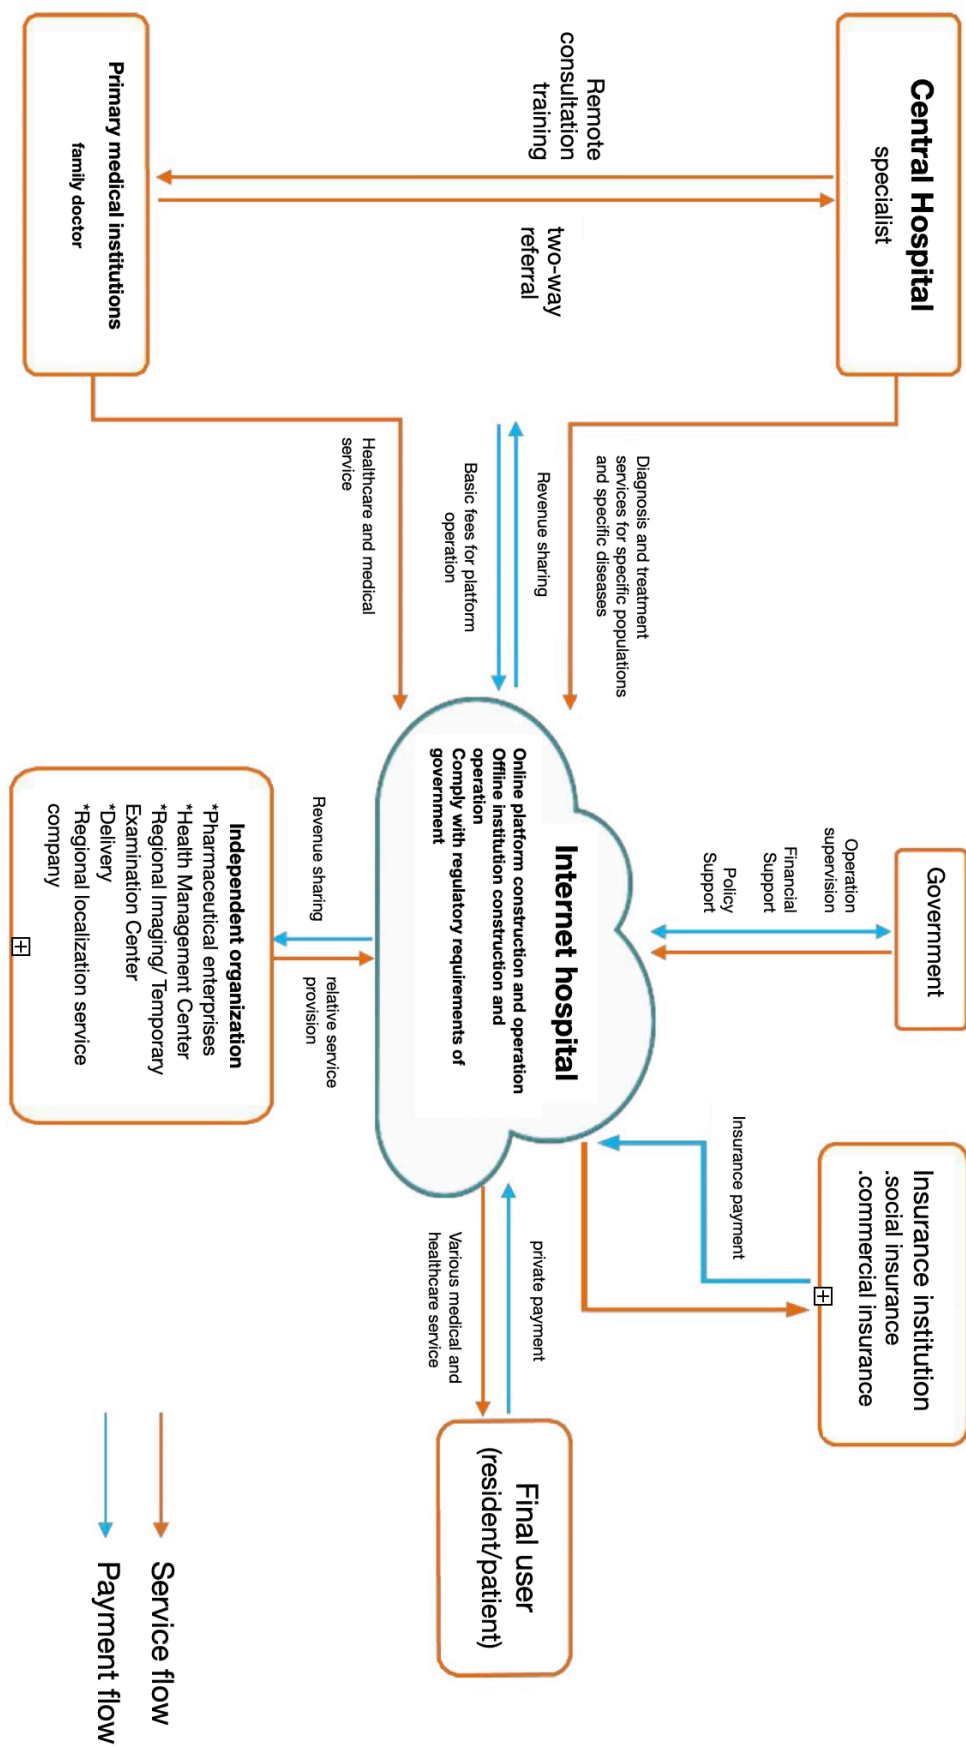 Central Hospital
specialist
Remote
consultation
training
two-way
referral
Primary medical institutions
family doctor
Diagnosis and treatment
services for specific populations
and specific diseases
Revenue sharing
Basic fees for platform
operation
Healthcare and medical
service
Government
Operation
supervision
Financial
Support
Policy
Support
Internet hospital
Online platform construction and operation
Offline institution construction and
operation
Comply with regulatory requirements of
government
Revenue sharing
relative service
provision
Independent organization
*Pharmaceutical enterprises
*Health Management Center
*Regional Imaging/ Temporary
Examination Center
*Delivery
*Regional localization service
company
Insurance institution
.social insurance
.commercial insurance
Insurance payment
private payment
Various medical and
healthcare service
Final user
(resident/patient)
Service flow
Payment flow